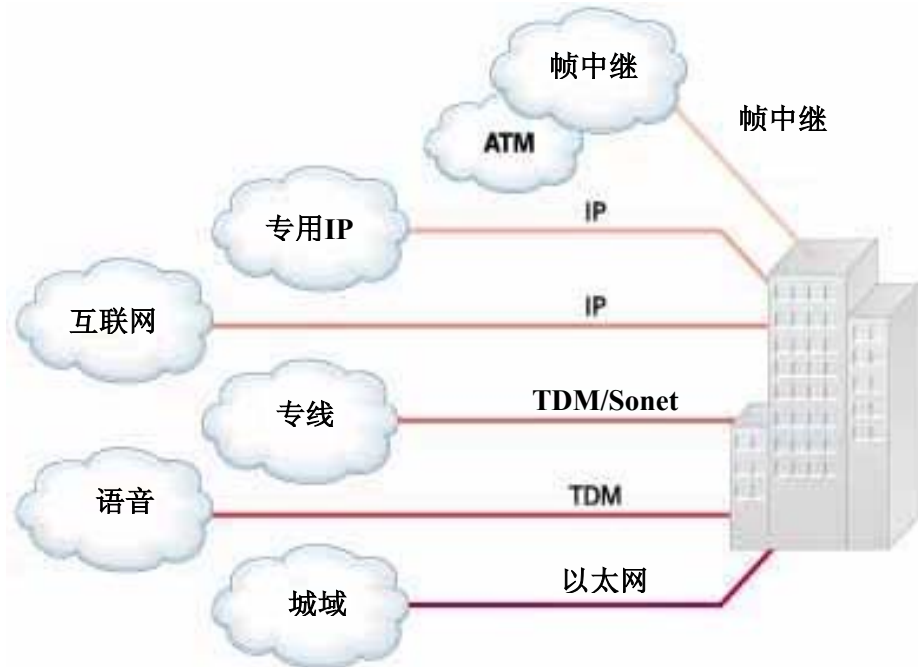 帧中继
帧中继
ATM
专用IP
IP
互联网
IP
专线
TDM/Sonet
语音
TDM
城域
以太网